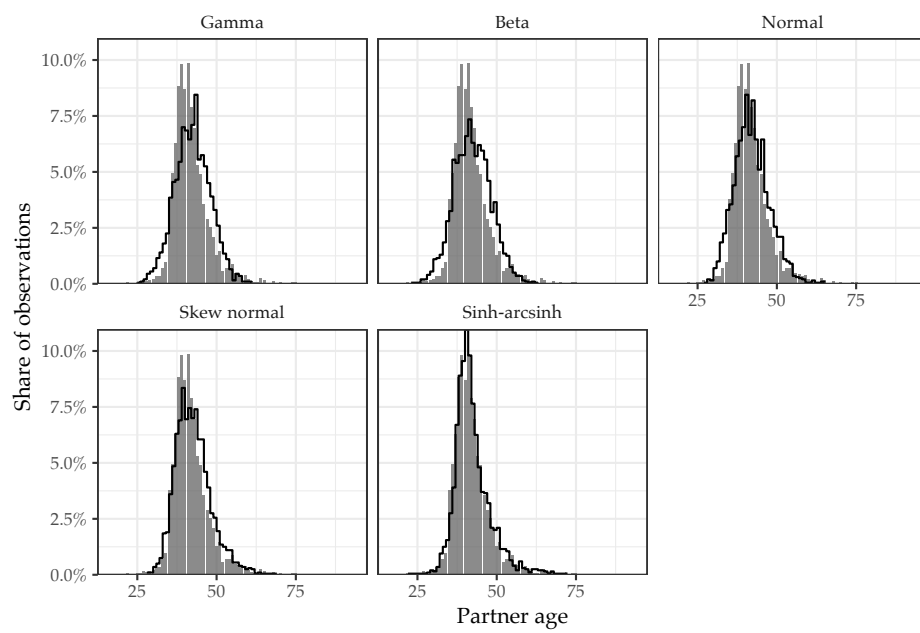 Gamma
Beta
Normal
10.0%
7.5%
5.0%
2.5%
0.0%
25
50
75
Skew normal
Sinh-arcsinh
10.0%
7.5%
5.0%
2.5%
0.0%
25
50
75
25
50
75
Share of observations
Partner age